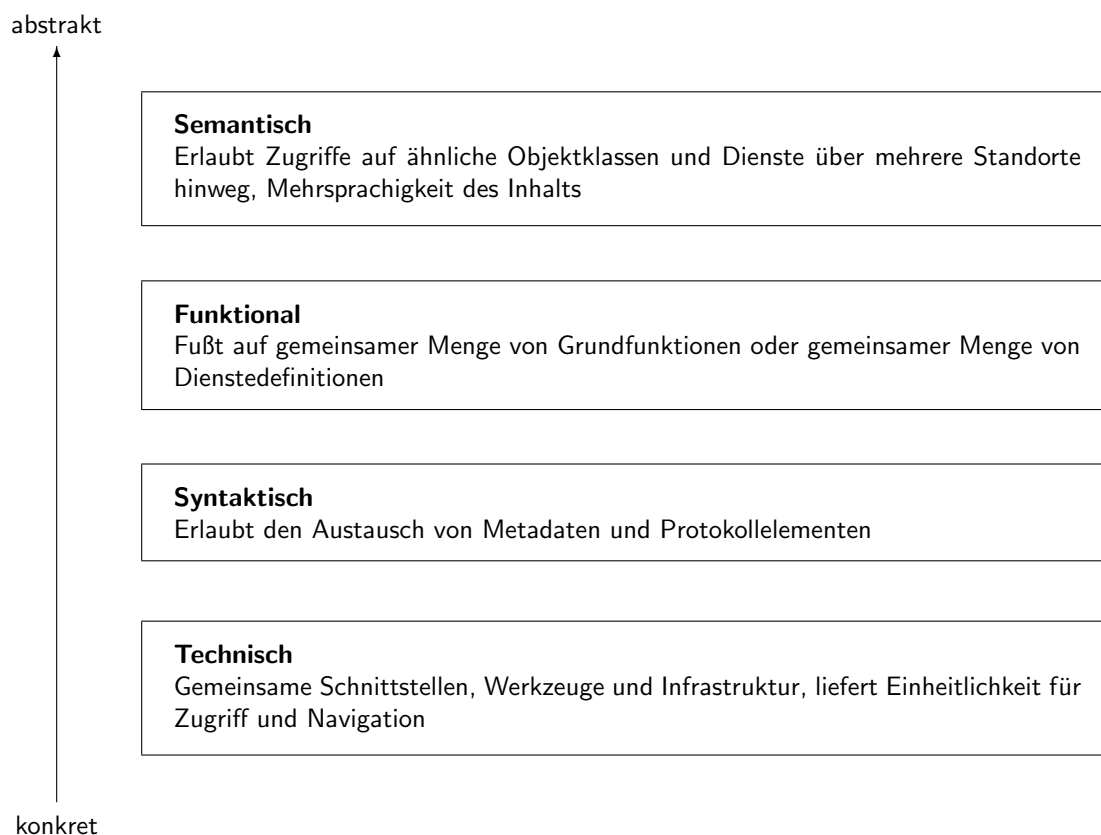 abstrakt
Semantisch
Erlaubt Zugriffe auf ähnliche Objektklassen und Dienste über mehrere Standorte
hinweg, Mehrsprachigkeit des Inhalts
Funktional
Fußt auf gemeinsamer Menge von Grundfunktionen oder gemeinsamer Menge von
Dienstedefinitionen
Syntaktisch
Erlaubt den Austausch von Metadaten und Protokollelementen
Technisch
Gemeinsame Schnittstellen, Werkzeuge und Infrastruktur, liefert Einheitlichkeit für
Zugriff und Navigation
konkret